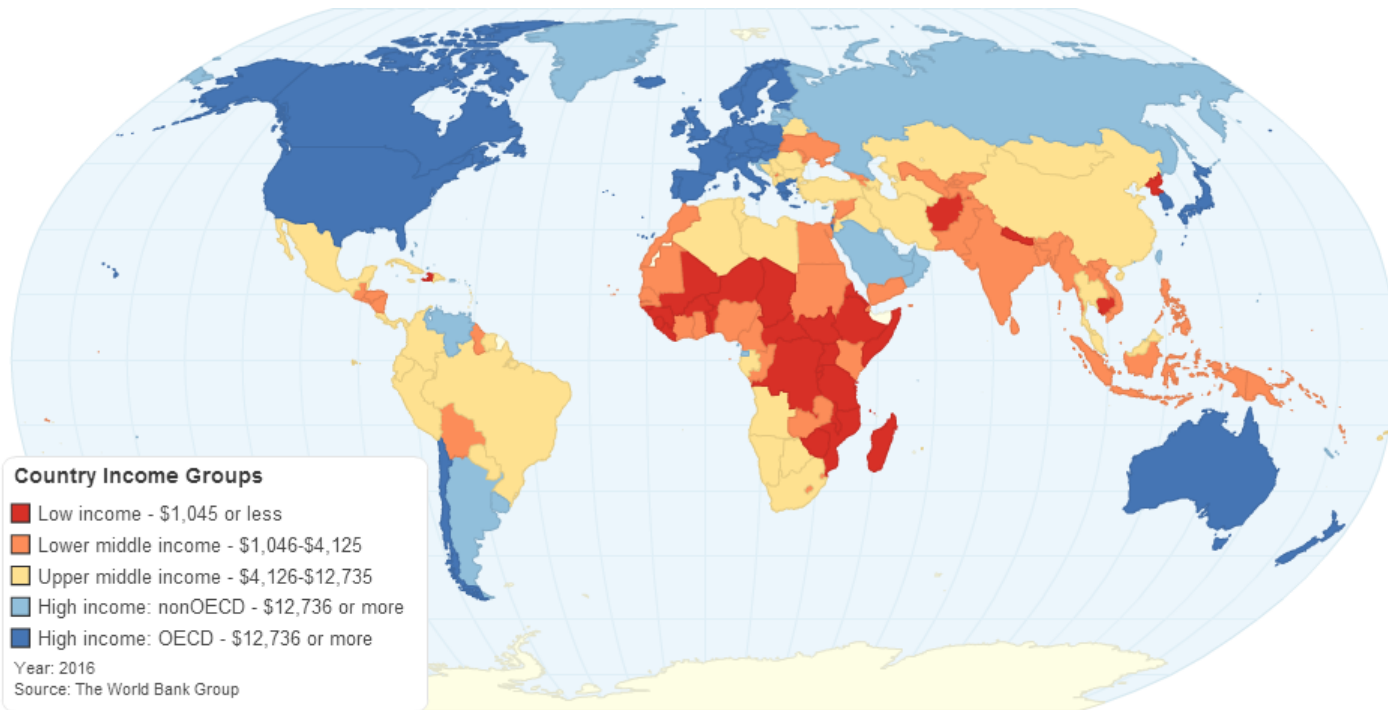 Country Income Groups
Low income - $1,045 or less
Lower middle income - $1,046-$4,125
Upper middle income - $4,126-$12,735
High income: nonOECD - $12,736 or more
High income: OECD - $12,736 or more
Year: 2016
Source: The World Bank Group